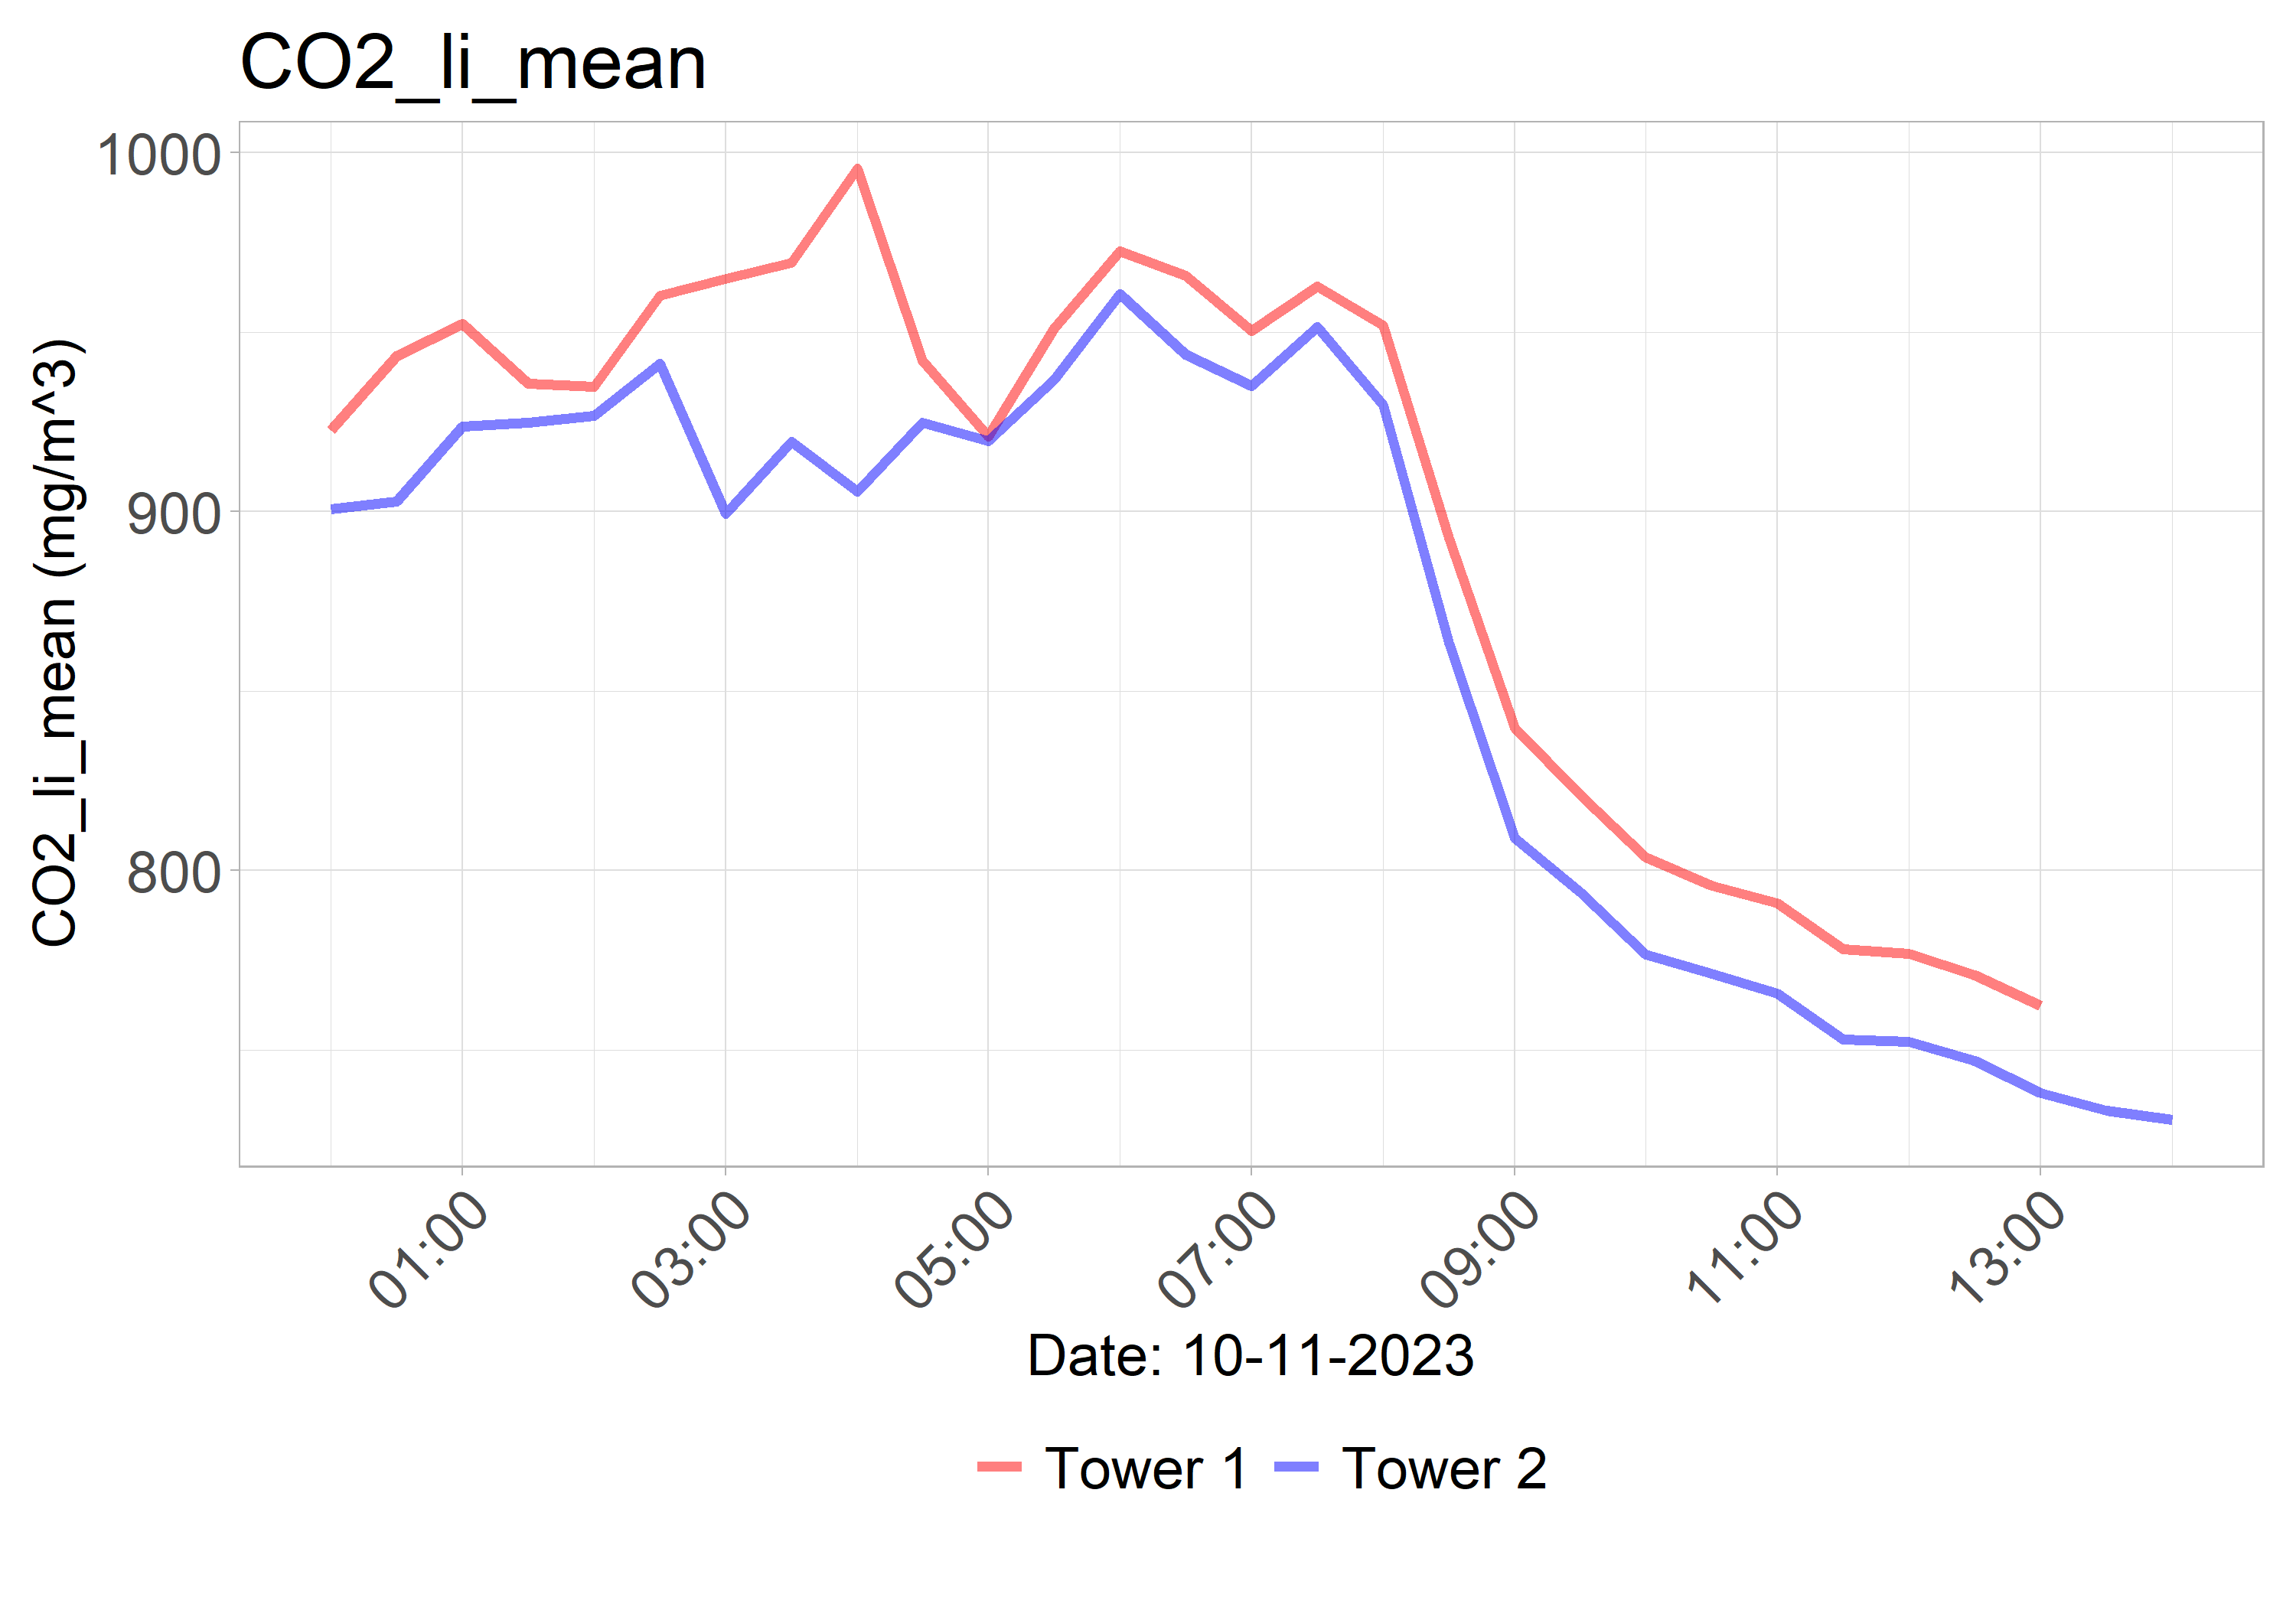 CO2_li_mean
CO2_li_mean (mg/m^3)
1000
900
800
01:00 03:00 05:00 07:00 09:00 11:00 13:00
Date: 10-11-2023
Tower 1 Tower 2